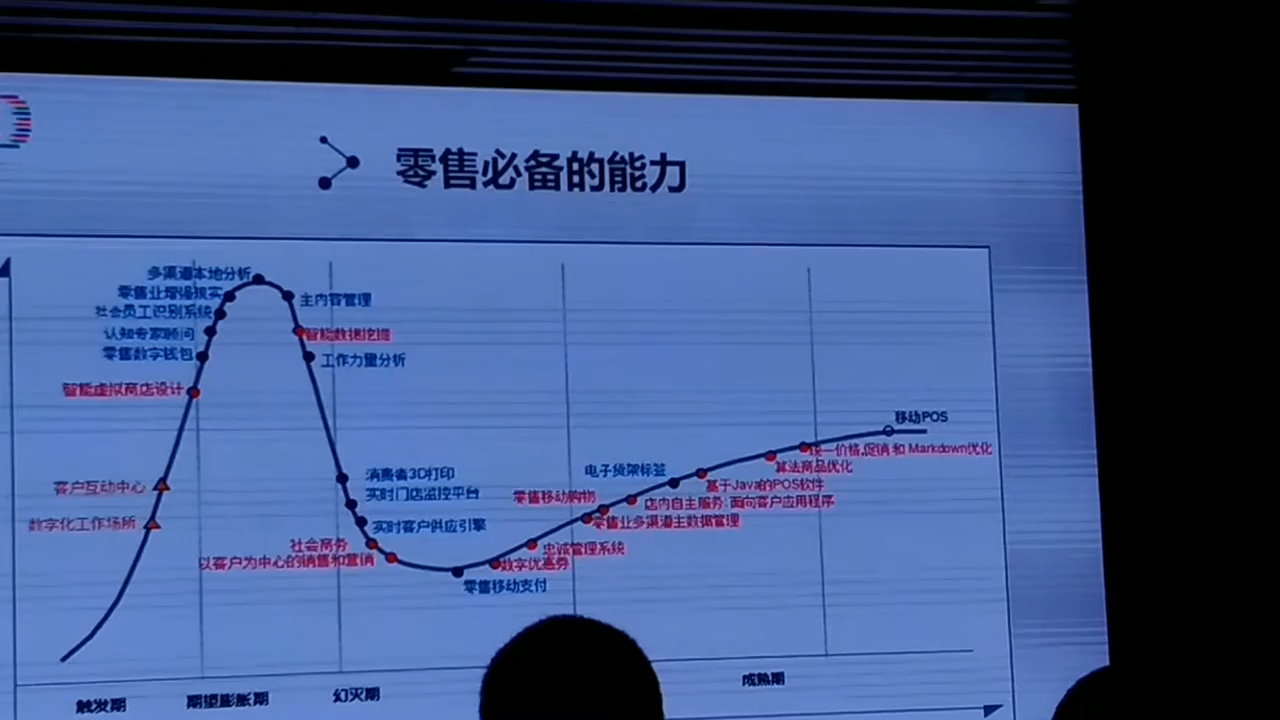 零售必备的能力
多渠道本地分析
零售业增强现实
社会员工识别系统
认知专家顾问
零售数字钱包
智能虚拟商店设计
客户互动中心
数字化工作场所
主内容管理
智能数据挖掘
工作力量分析
消费者3D打印
实时门店监控平台
实时客户供应引擎
社会商务
以客户为中心的销售和营销
零售移动支付
数字优惠券
忠诚管理系统
零售业多渠道主数据管理
零售移动购物
店内自主服务: 面向客户应用程序
电子货架标签
基于Java的POS软件
算法商品优化
统一价格,促销 和 Markdown优化
移动POS
触发期
期望膨胀期
幻灭期
成熟期